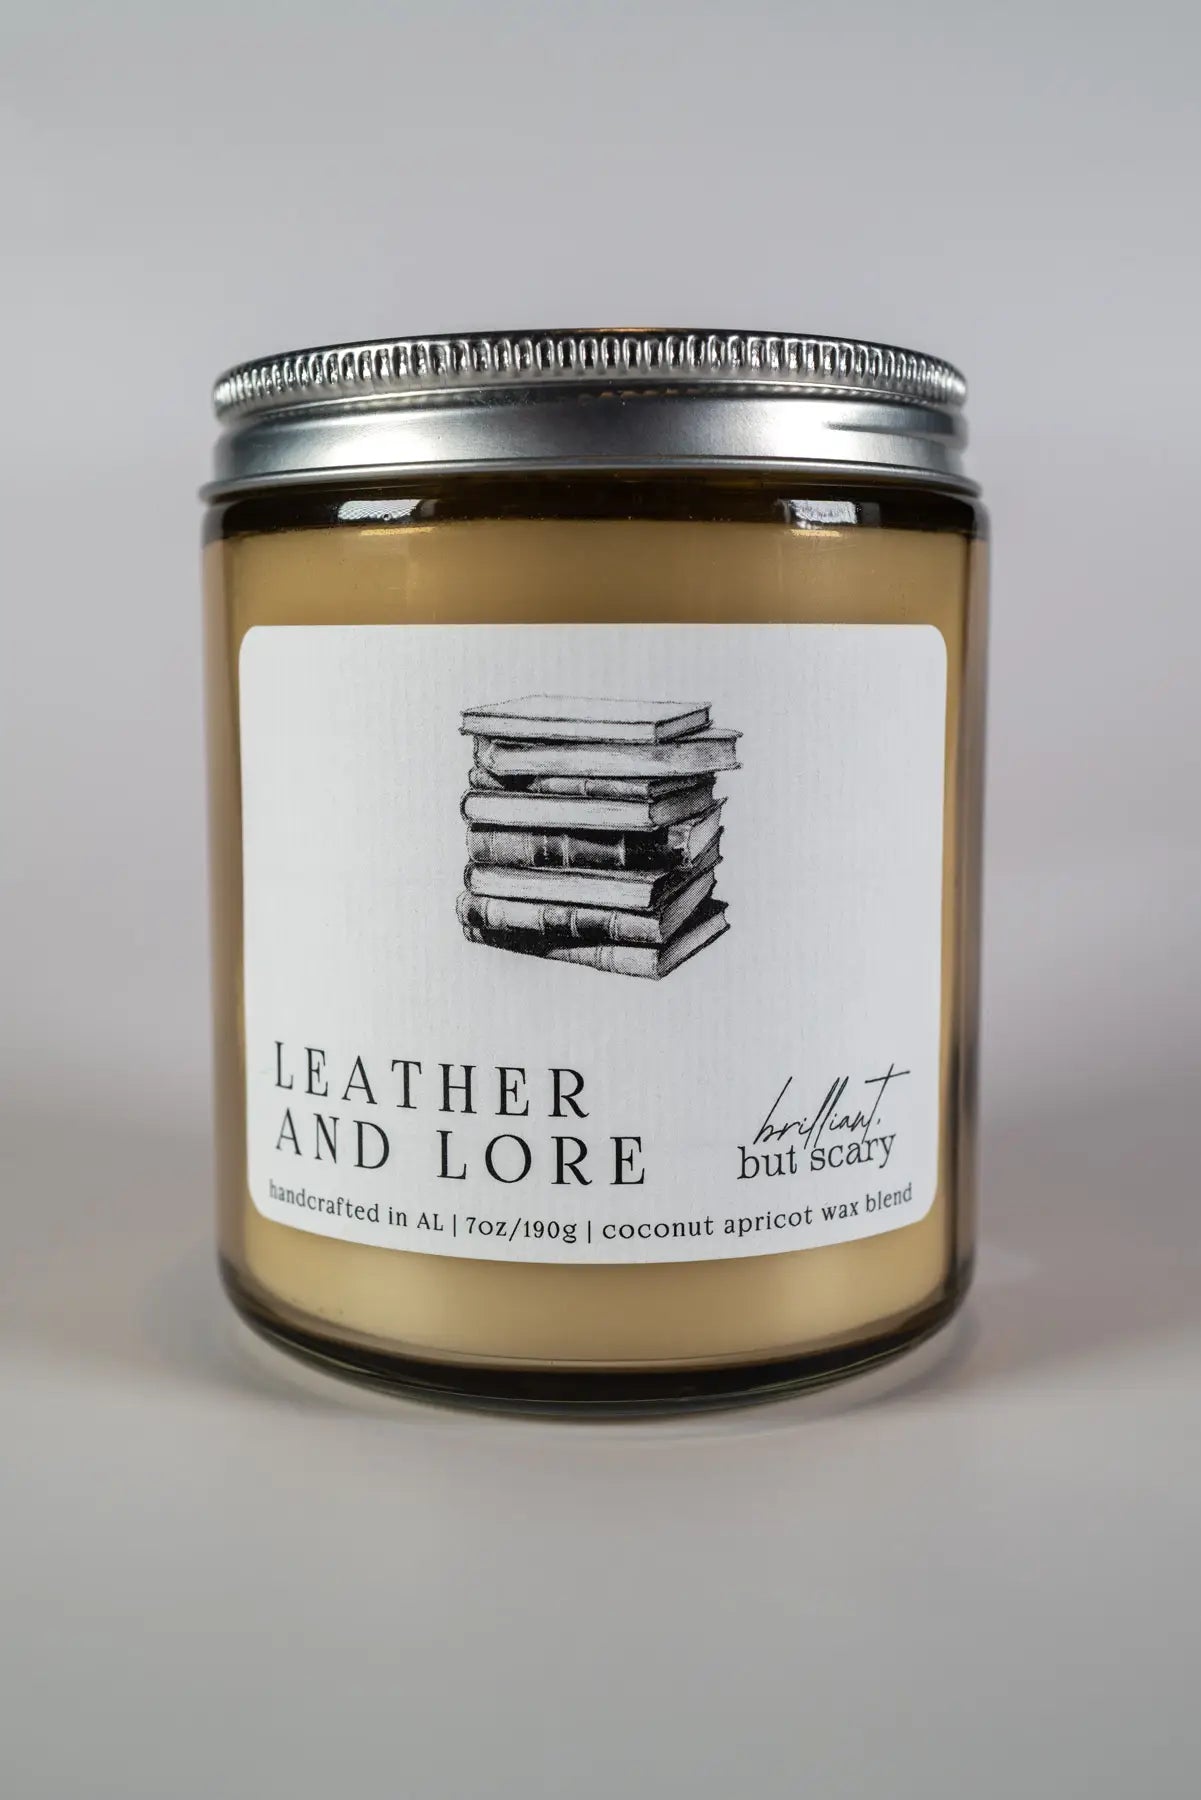 LEATHER
AND LORE
brilliant,
but scary
handcrafted in AL | 7oz/190g | coconut apricot wax blend